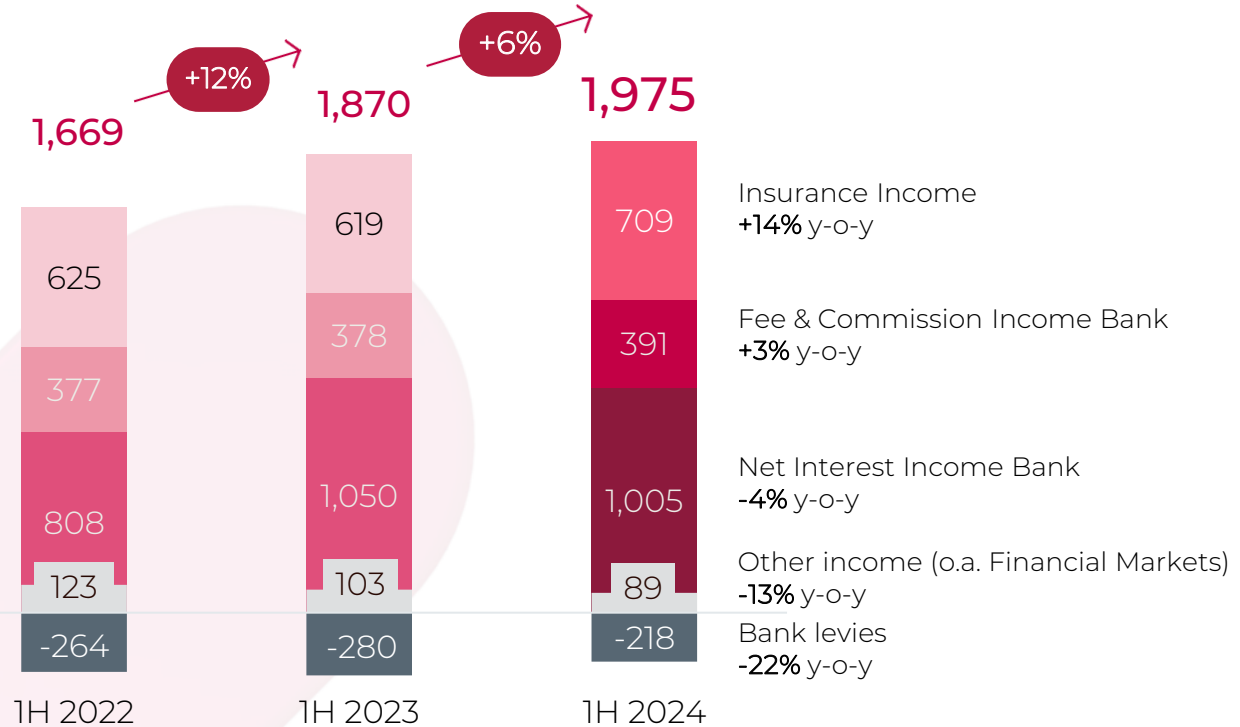 +12%
+6%
1,669
1,870
1,975
625
377
808
123
-264
1H 2022
619
378
1,050
103
-280
1H 2023
709
391
1,005
89
-218
1H 2024
Insurance Income
+14% y-o-y
Fee & Commission Income Bank
+3% y-o-y
Net Interest Income Bank
-4% y-o-y
Other income (o.a. Financial Markets)
-13% y-o-y
Bank levies
-22% y-o-y